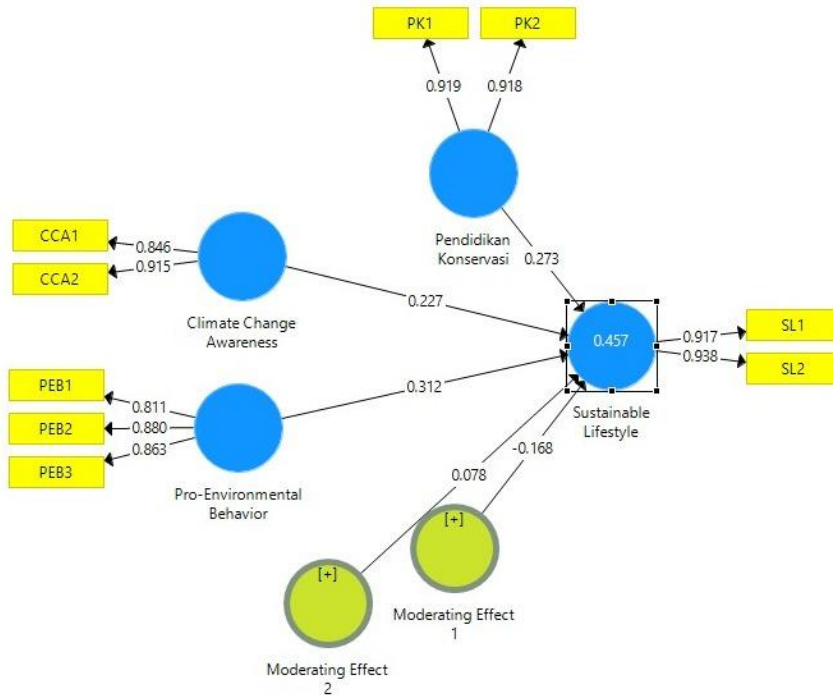 PK1
PK2
0.919
0.918
Pendidikan
Konservasi
0.273
CCA1
CCA2
0.846
0.915
Climate Change
Awareness
0.227
PEB1
PEB2
PEB3
0.811
0.880
0.863
Pro-Environmental
Behavior
0.312
0.457
Sustainable
Lifestyle
0.917
0.938
SL1
SL2
0.078
-0.168
[+]
Moderating Effect
1
[+]
Moderating Effect
2